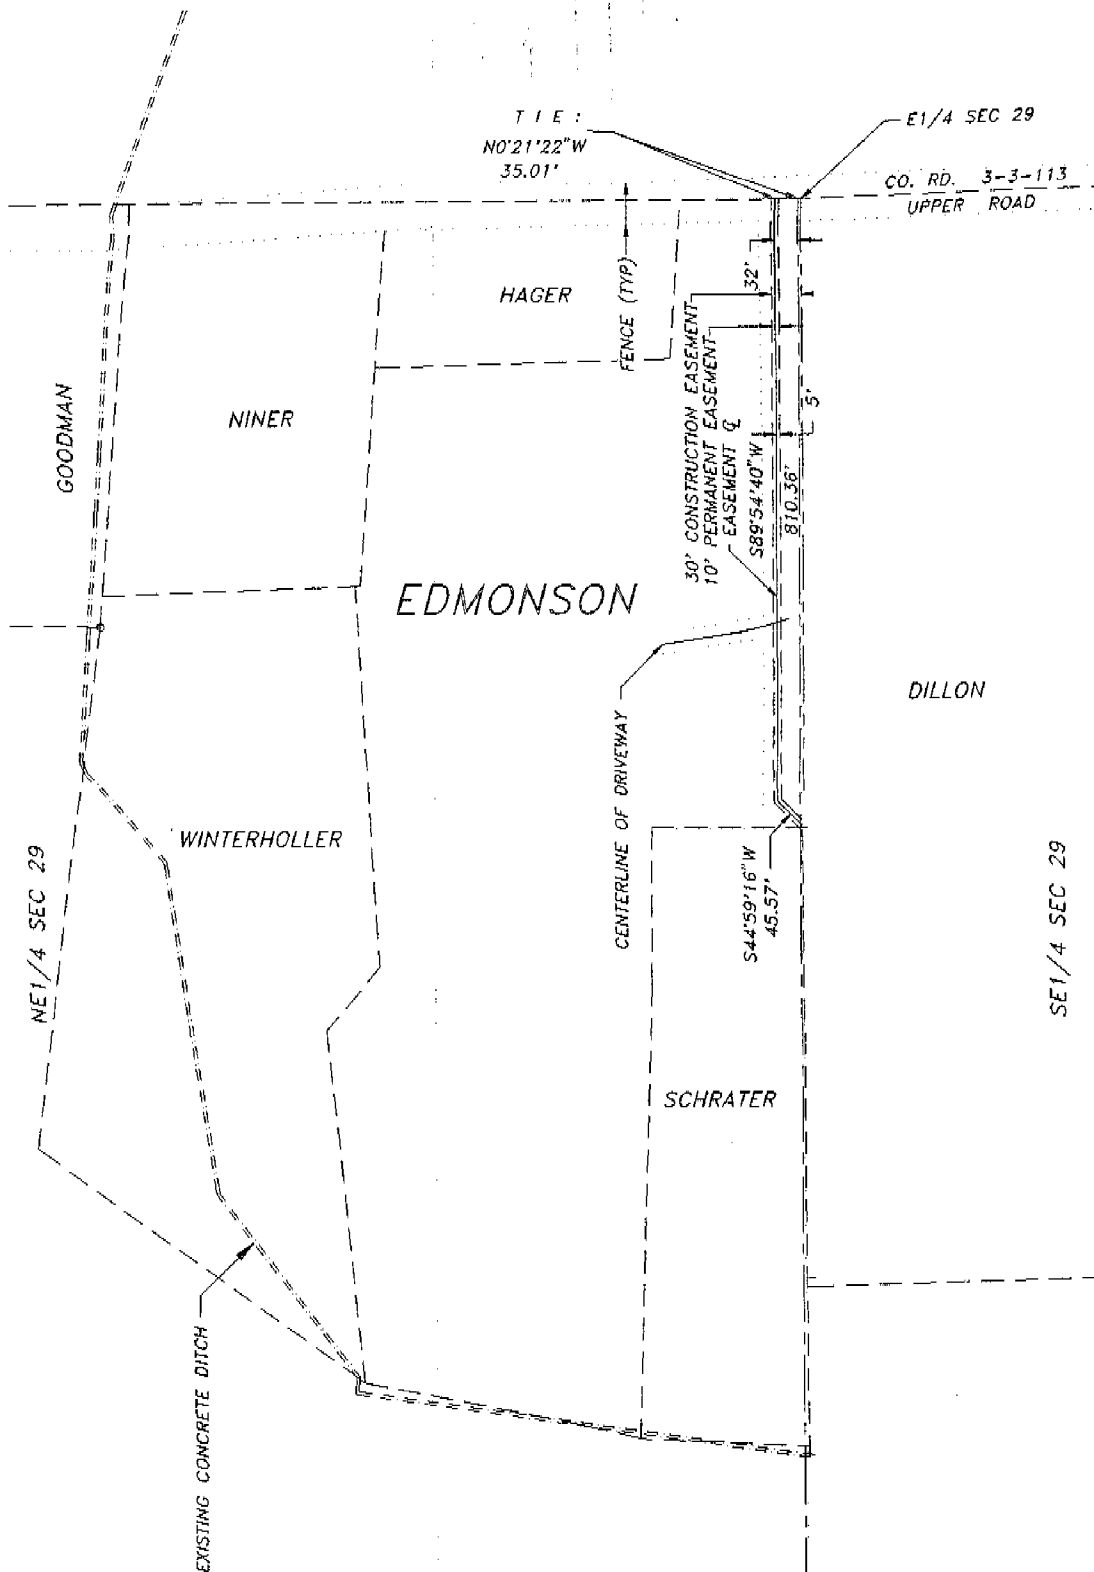 T I E :
N0°21'22"W
35.01'
E1/4 SEC 29
CO. RD. 3-3-113
UPPER ROAD
HAGER
FENCE (TYP)
32'
30' CONSTRUCTION EASEMENT
10' PERMANENT EASEMENT
EASEMENT ℄
S89°54'40"W
810.36'
5'
GOODMAN
NINER
EDMONSON
DILLON
CENTERLINE OF DRIVEWAY
WINTERHOLLER
S44°59'16"W
45.57'
NE1/4 SEC 29
SE1/4 SEC 29
SCHRATER
EXISTING CONCRETE DITCH